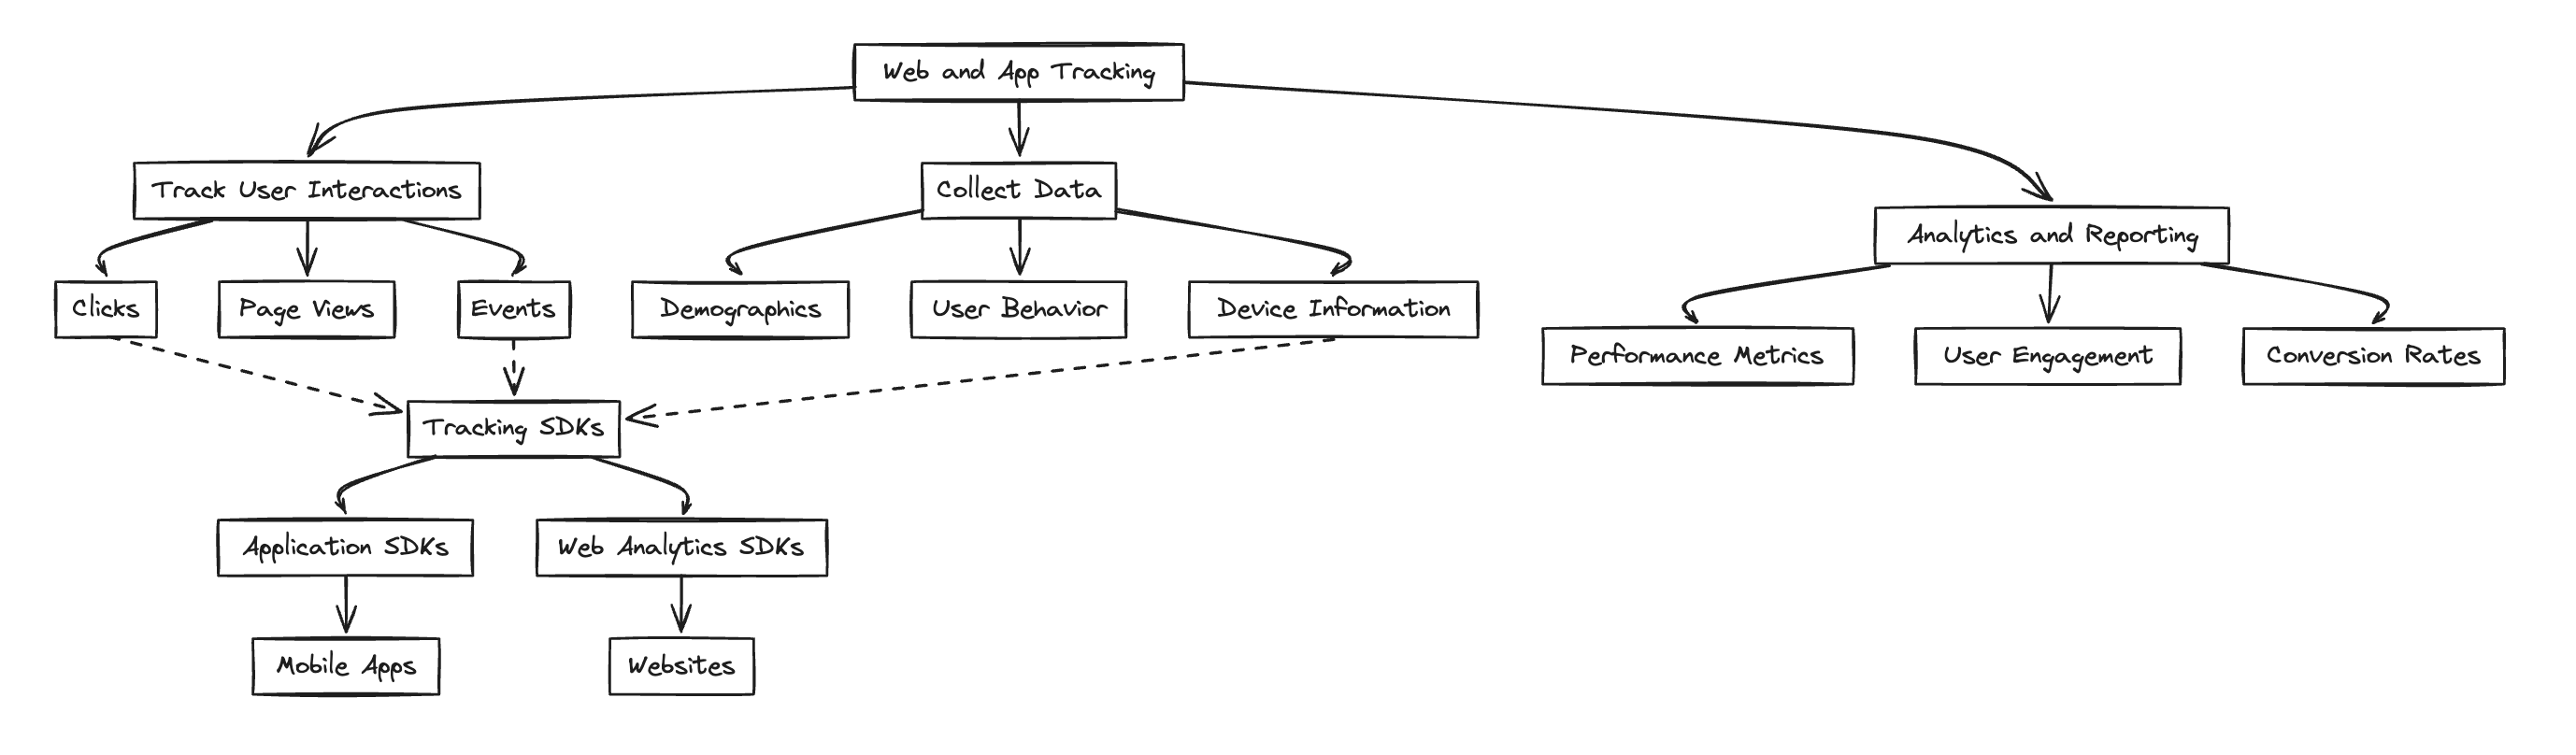 Web and App Tracking
Track User Interactions
Collect Data
Analytics and Reporting
Clicks
Page Views
Events
Demographics
User Behavior
Device Information
Performance Metrics
User Engagement
Conversion Rates
Tracking SDKs
Application SDKs
Web Analytics SDKs
Mobile Apps
Websites